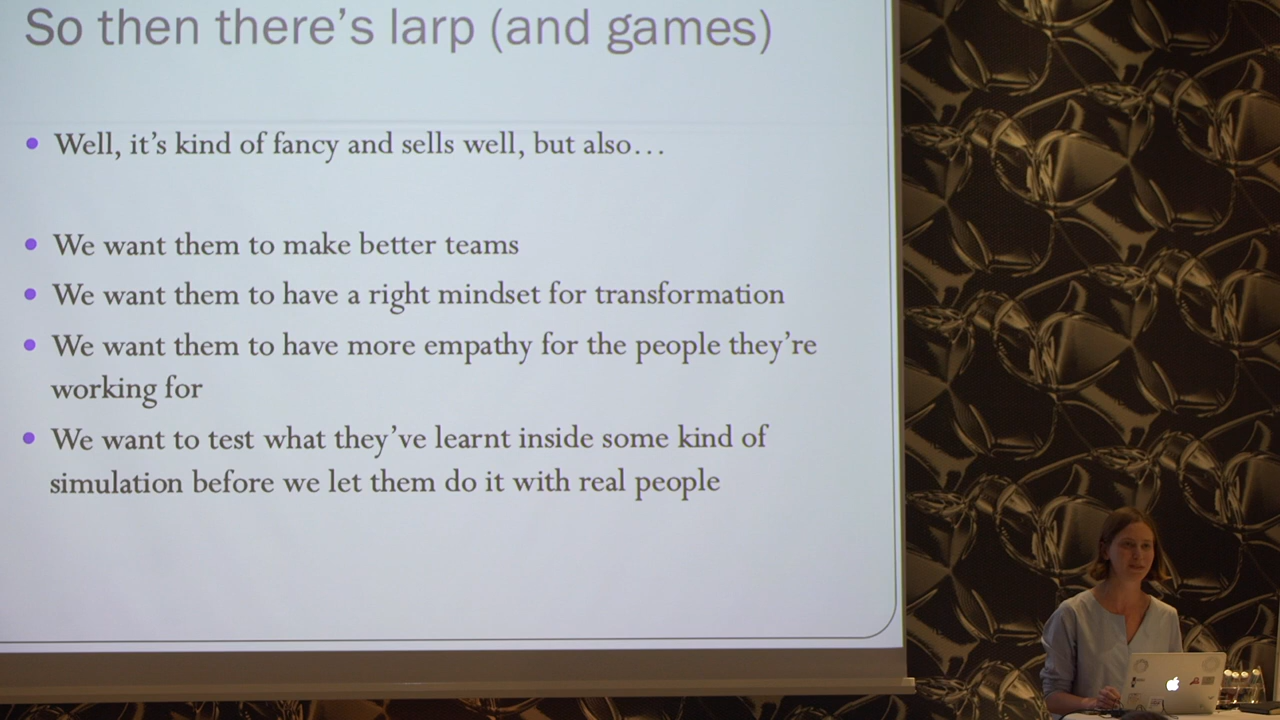 So then there’s larp (and games)
Well, it’s kind of fancy and sells well, but also…
We want them to make better teams
We want them to have a right mindset for transformation
We want them to have more empathy for the people they’re
working for
We want to test what they’ve learnt inside some kind of
simulation before we let them do it with real people